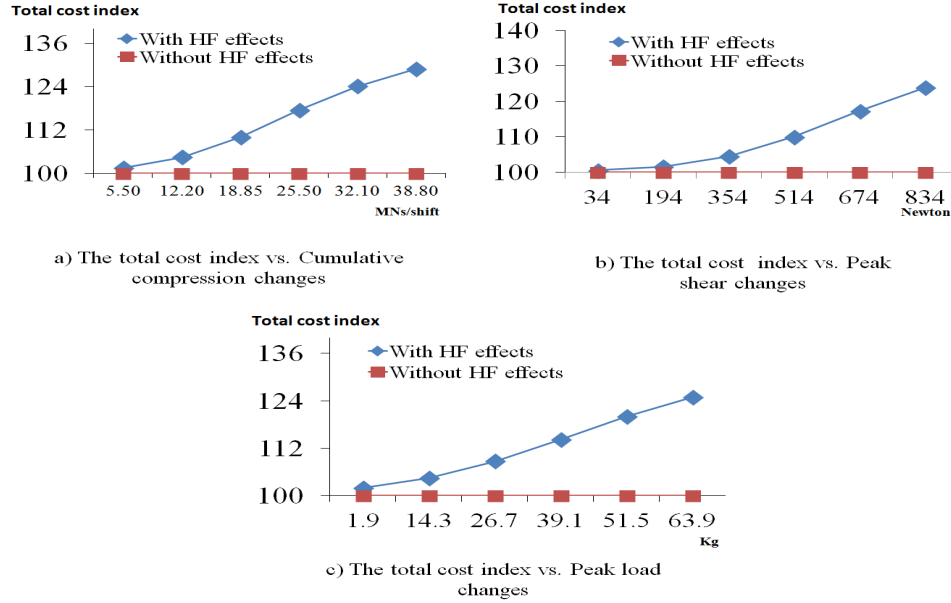 Total cost index
136
124
112
100
With HF effects
Without HF effects
5.50 12.20 18.85 25.50 32.10 38.80
MNs/shift
a) The total cost index vs. Cumulative
compression changes
Total cost index
140
130
120
110
100
With HF effects
Without HF effects
34 194 354 514 674 834
Newton
b) The total cost index vs. Peak
shear changes
Total cost index
136
124
112
100
With HF effects
Without HF effects
1.9 14.3 26.7 39.1 51.5 63.9
Kg
c) The total cost index vs. Peak load
changes